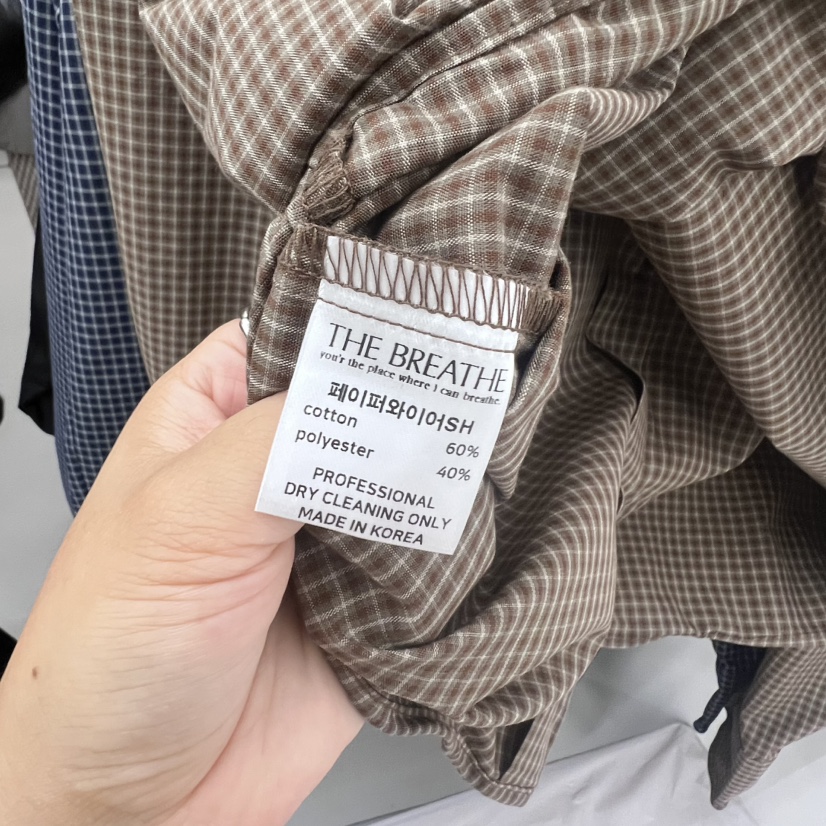 THE BREATHE
you'r the place where i can breathe.
페이퍼와이어SH
cotton 60%
polyester 40%
PROFESSIONAL
DRY CLEANING ONLY
MADE IN KOREA